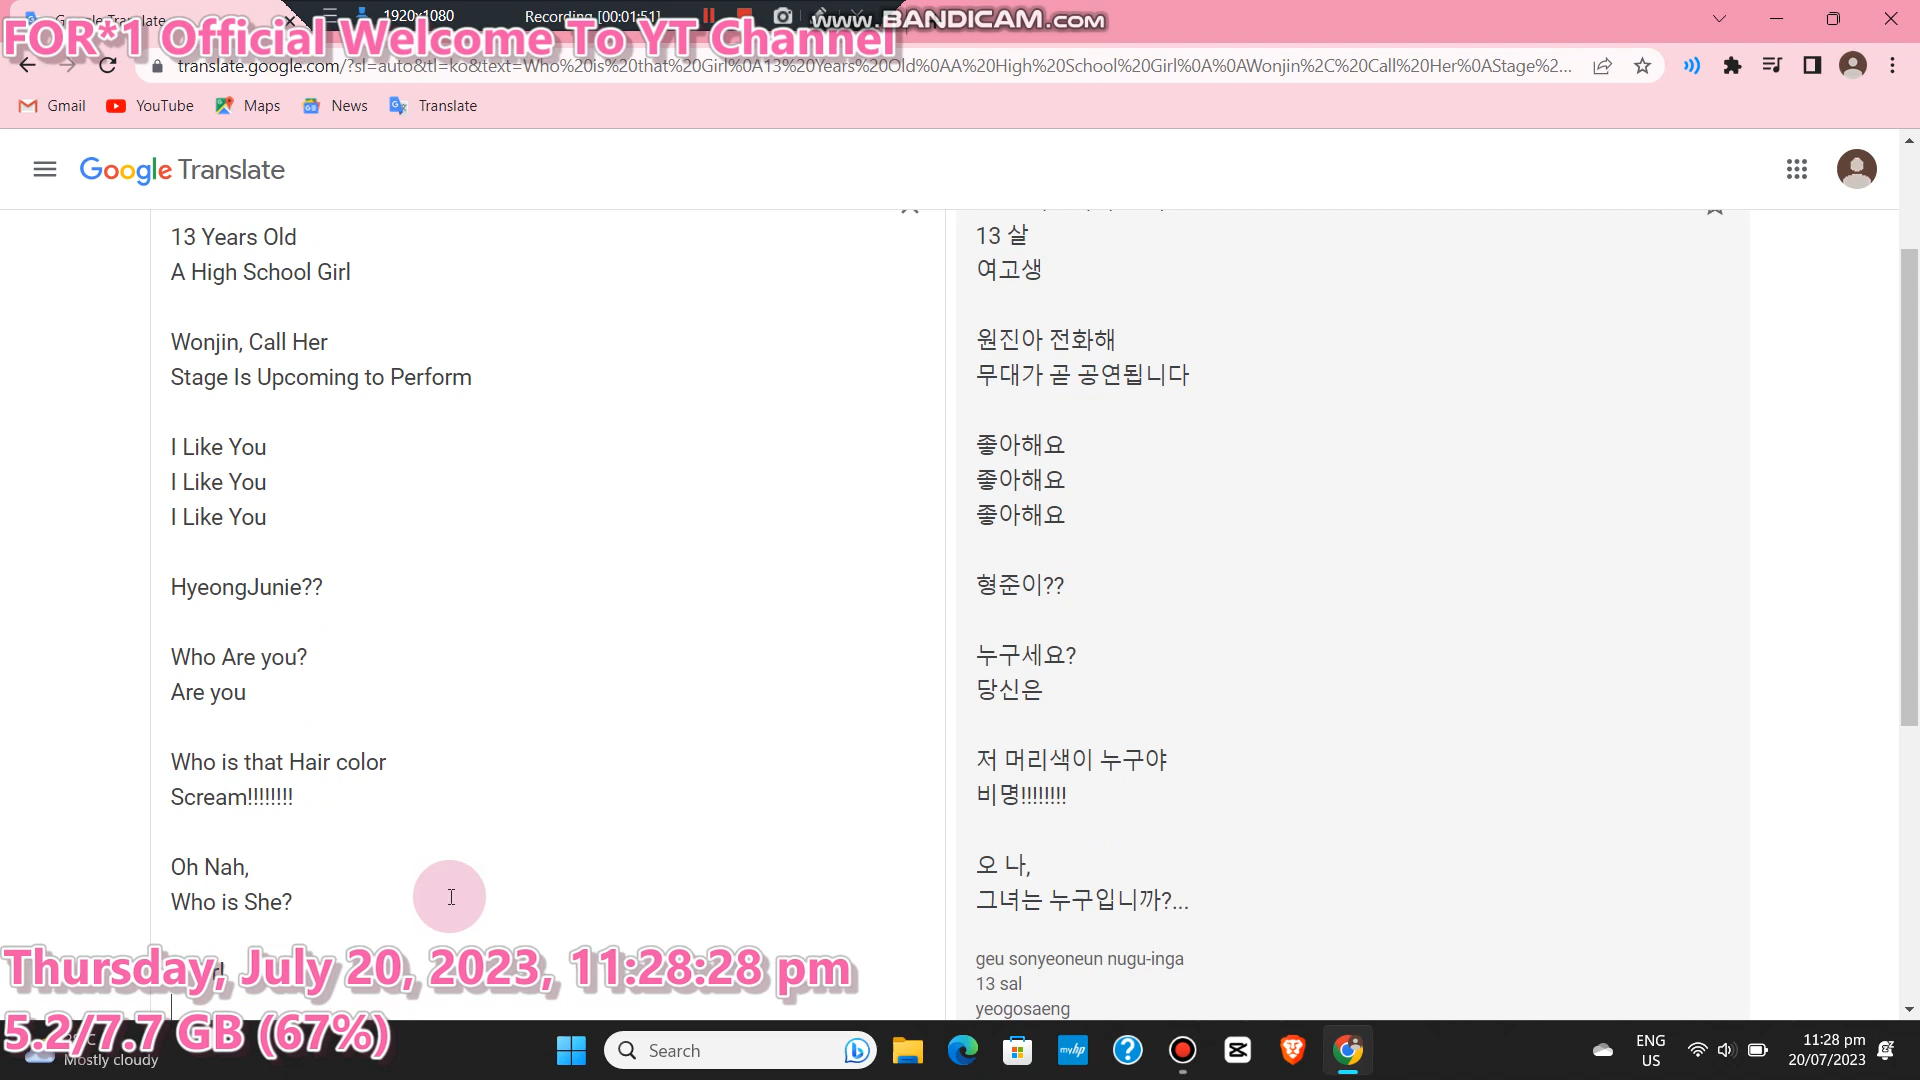 Google Translate
1920x1080
Recording [00:01:51]
www.BANDICAM.com
FOR*1 Official Welcome To YT Channel
translate.google.com/?sl=auto&tl=ko&text=Who%20is%20that%20Girl%0A13%20Years%20Old%0AA%20High%20School%20Girl%0A%0AWonjin%2C%20Call%20Her%0AStage%2...
Gmail
YouTube
Maps
News
Translate
Google Translate
13 Years Old
A High School Girl
Wonjin, Call Her
Stage Is Upcoming to Perform
I Like You
I Like You
I Like You
HyeongJunie??
Who Are you?
Are you
Who is that Hair color
Scream!!!!!!!!
Oh Nah,
Who is She?
13 살
여고생
원진아 전화해
무대가 곧 공연됩니다
좋아해요
좋아해요
좋아해요
형준이??
누구세요?
당신은
저 머리색이 누구야
비명!!!!!!!!
오 나,
그녀는 누구입니까?...
geu sonyeoneun nugu-inga
13 sal
yeogosaeng
Thursday, July 20, 2023, 11:28:28 pm
5.2/7.7 GB (67%)
Mostly cloudy
Search
myhp
ENG
US
11:28 pm
20/07/2023